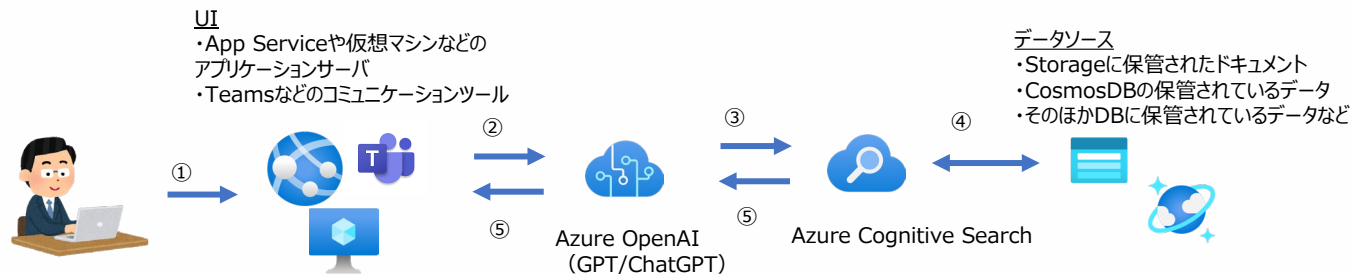 UI
・App Serviceや仮想マシンなどの
アプリケーションサーバ
・Teamsなどのコミュニケーションツール
データソース
・Storageに保管されたドキュメント
・CosmosDBの保管されているデータ
・そのほかDBに保管されているデータなど
①
②
③
④
T
⑤
⑤
Azure OpenAI
（GPT/ChatGPT）
Azure Cognitive Search